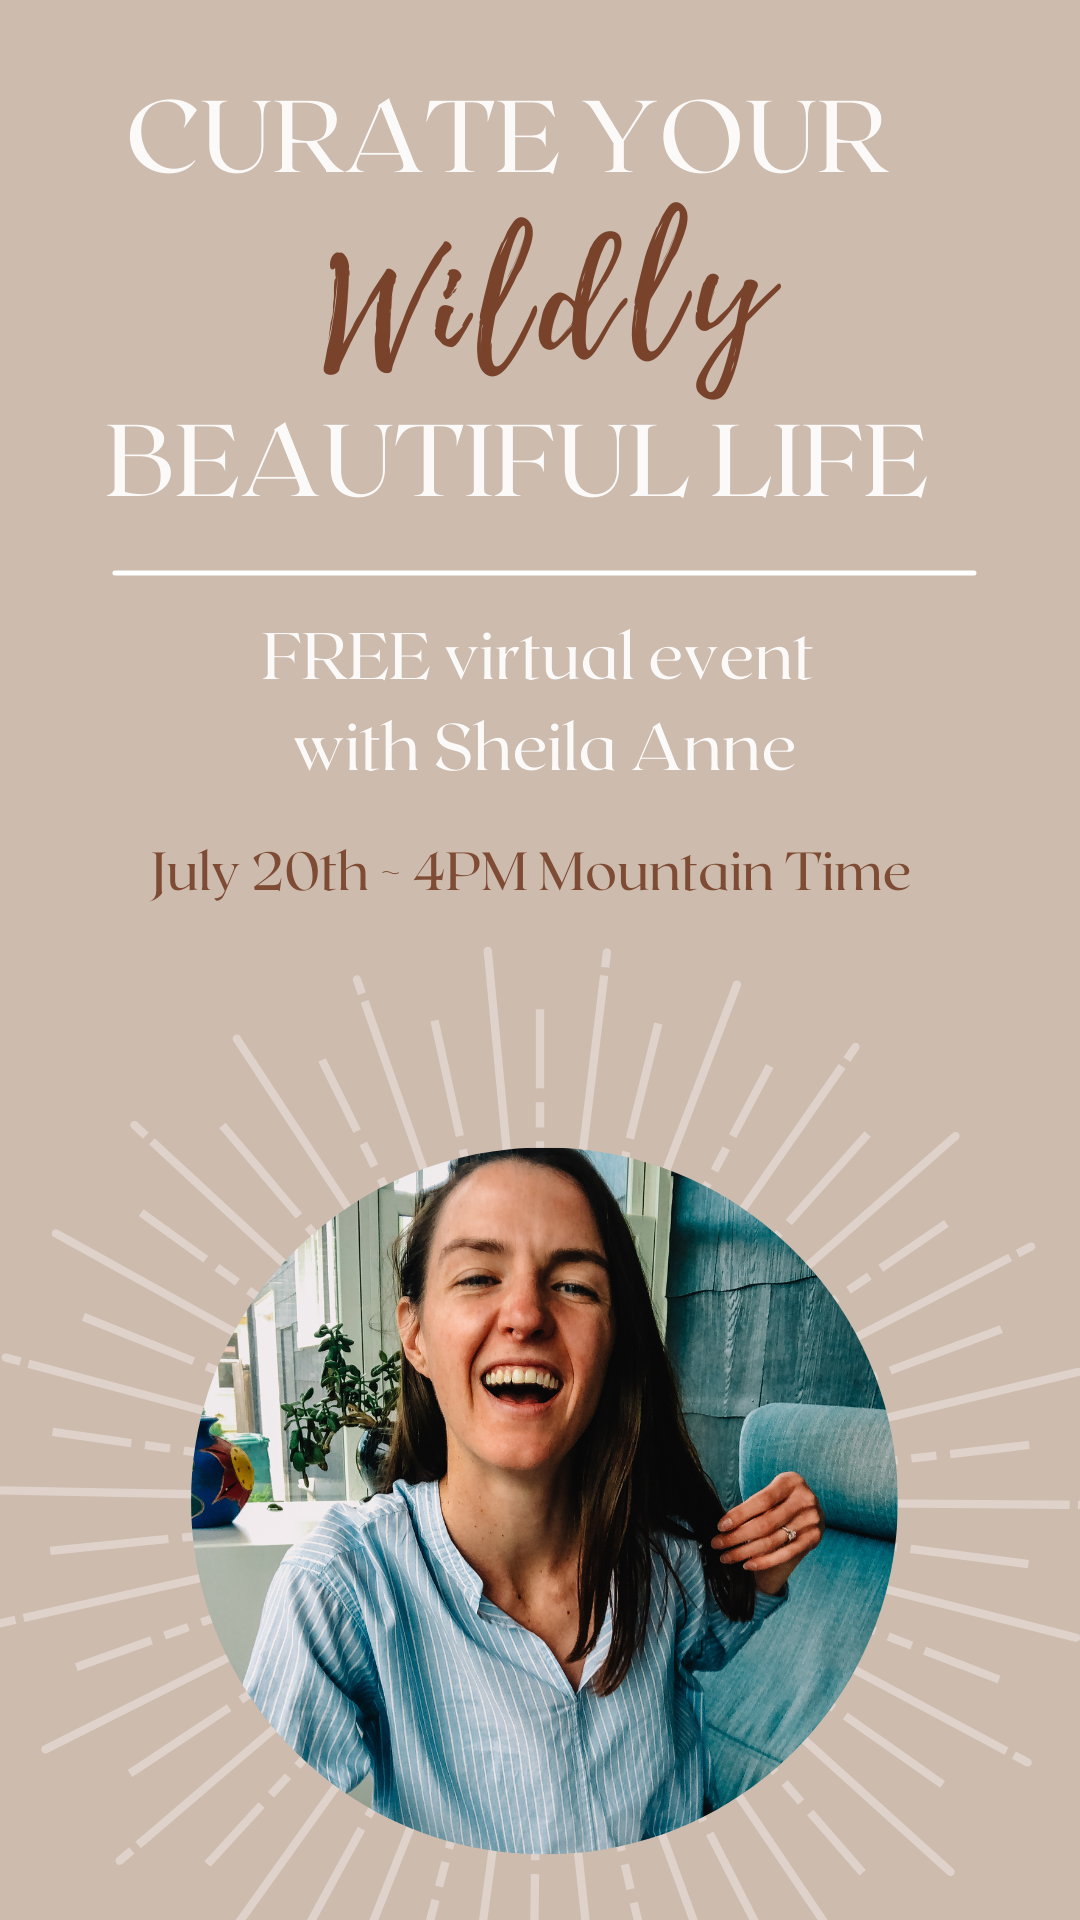 CURATE YOUR
Wildly
BEAUTIFUL LIFE
FREE virtual event
with Sheila Anne
July 20th ~ 4PM Mountain Time